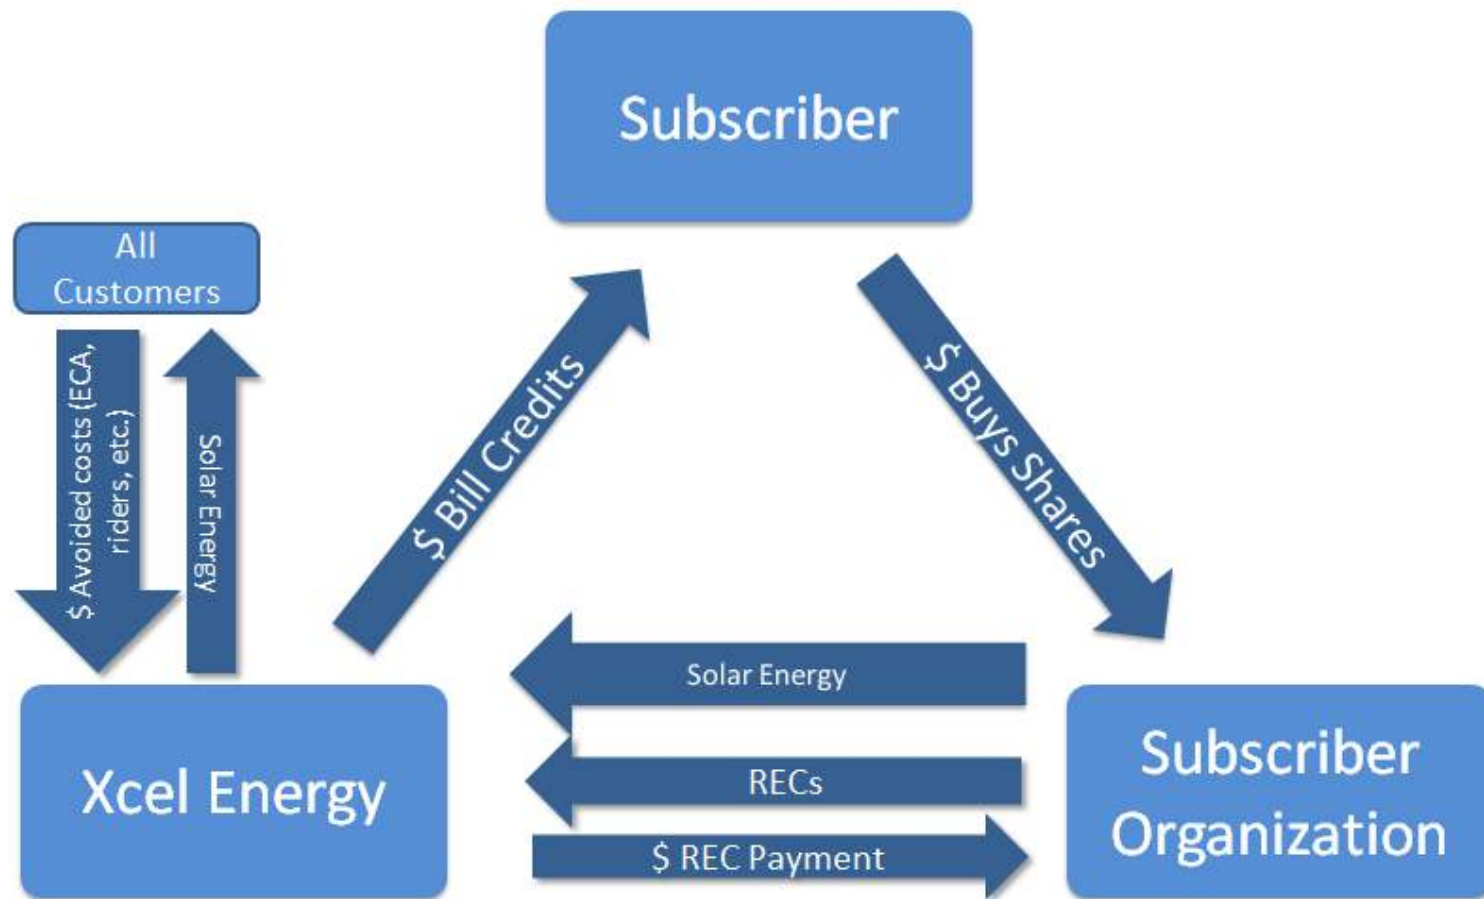 Subscriber
All
Customers
$ Avoided costs (ECA,
riders, etc.)
Solar Energy
$ Bill Credits
$ Buys Shares
Solar Energy
RECs
$ REC Payment
Xcel Energy
Subscriber
Organization